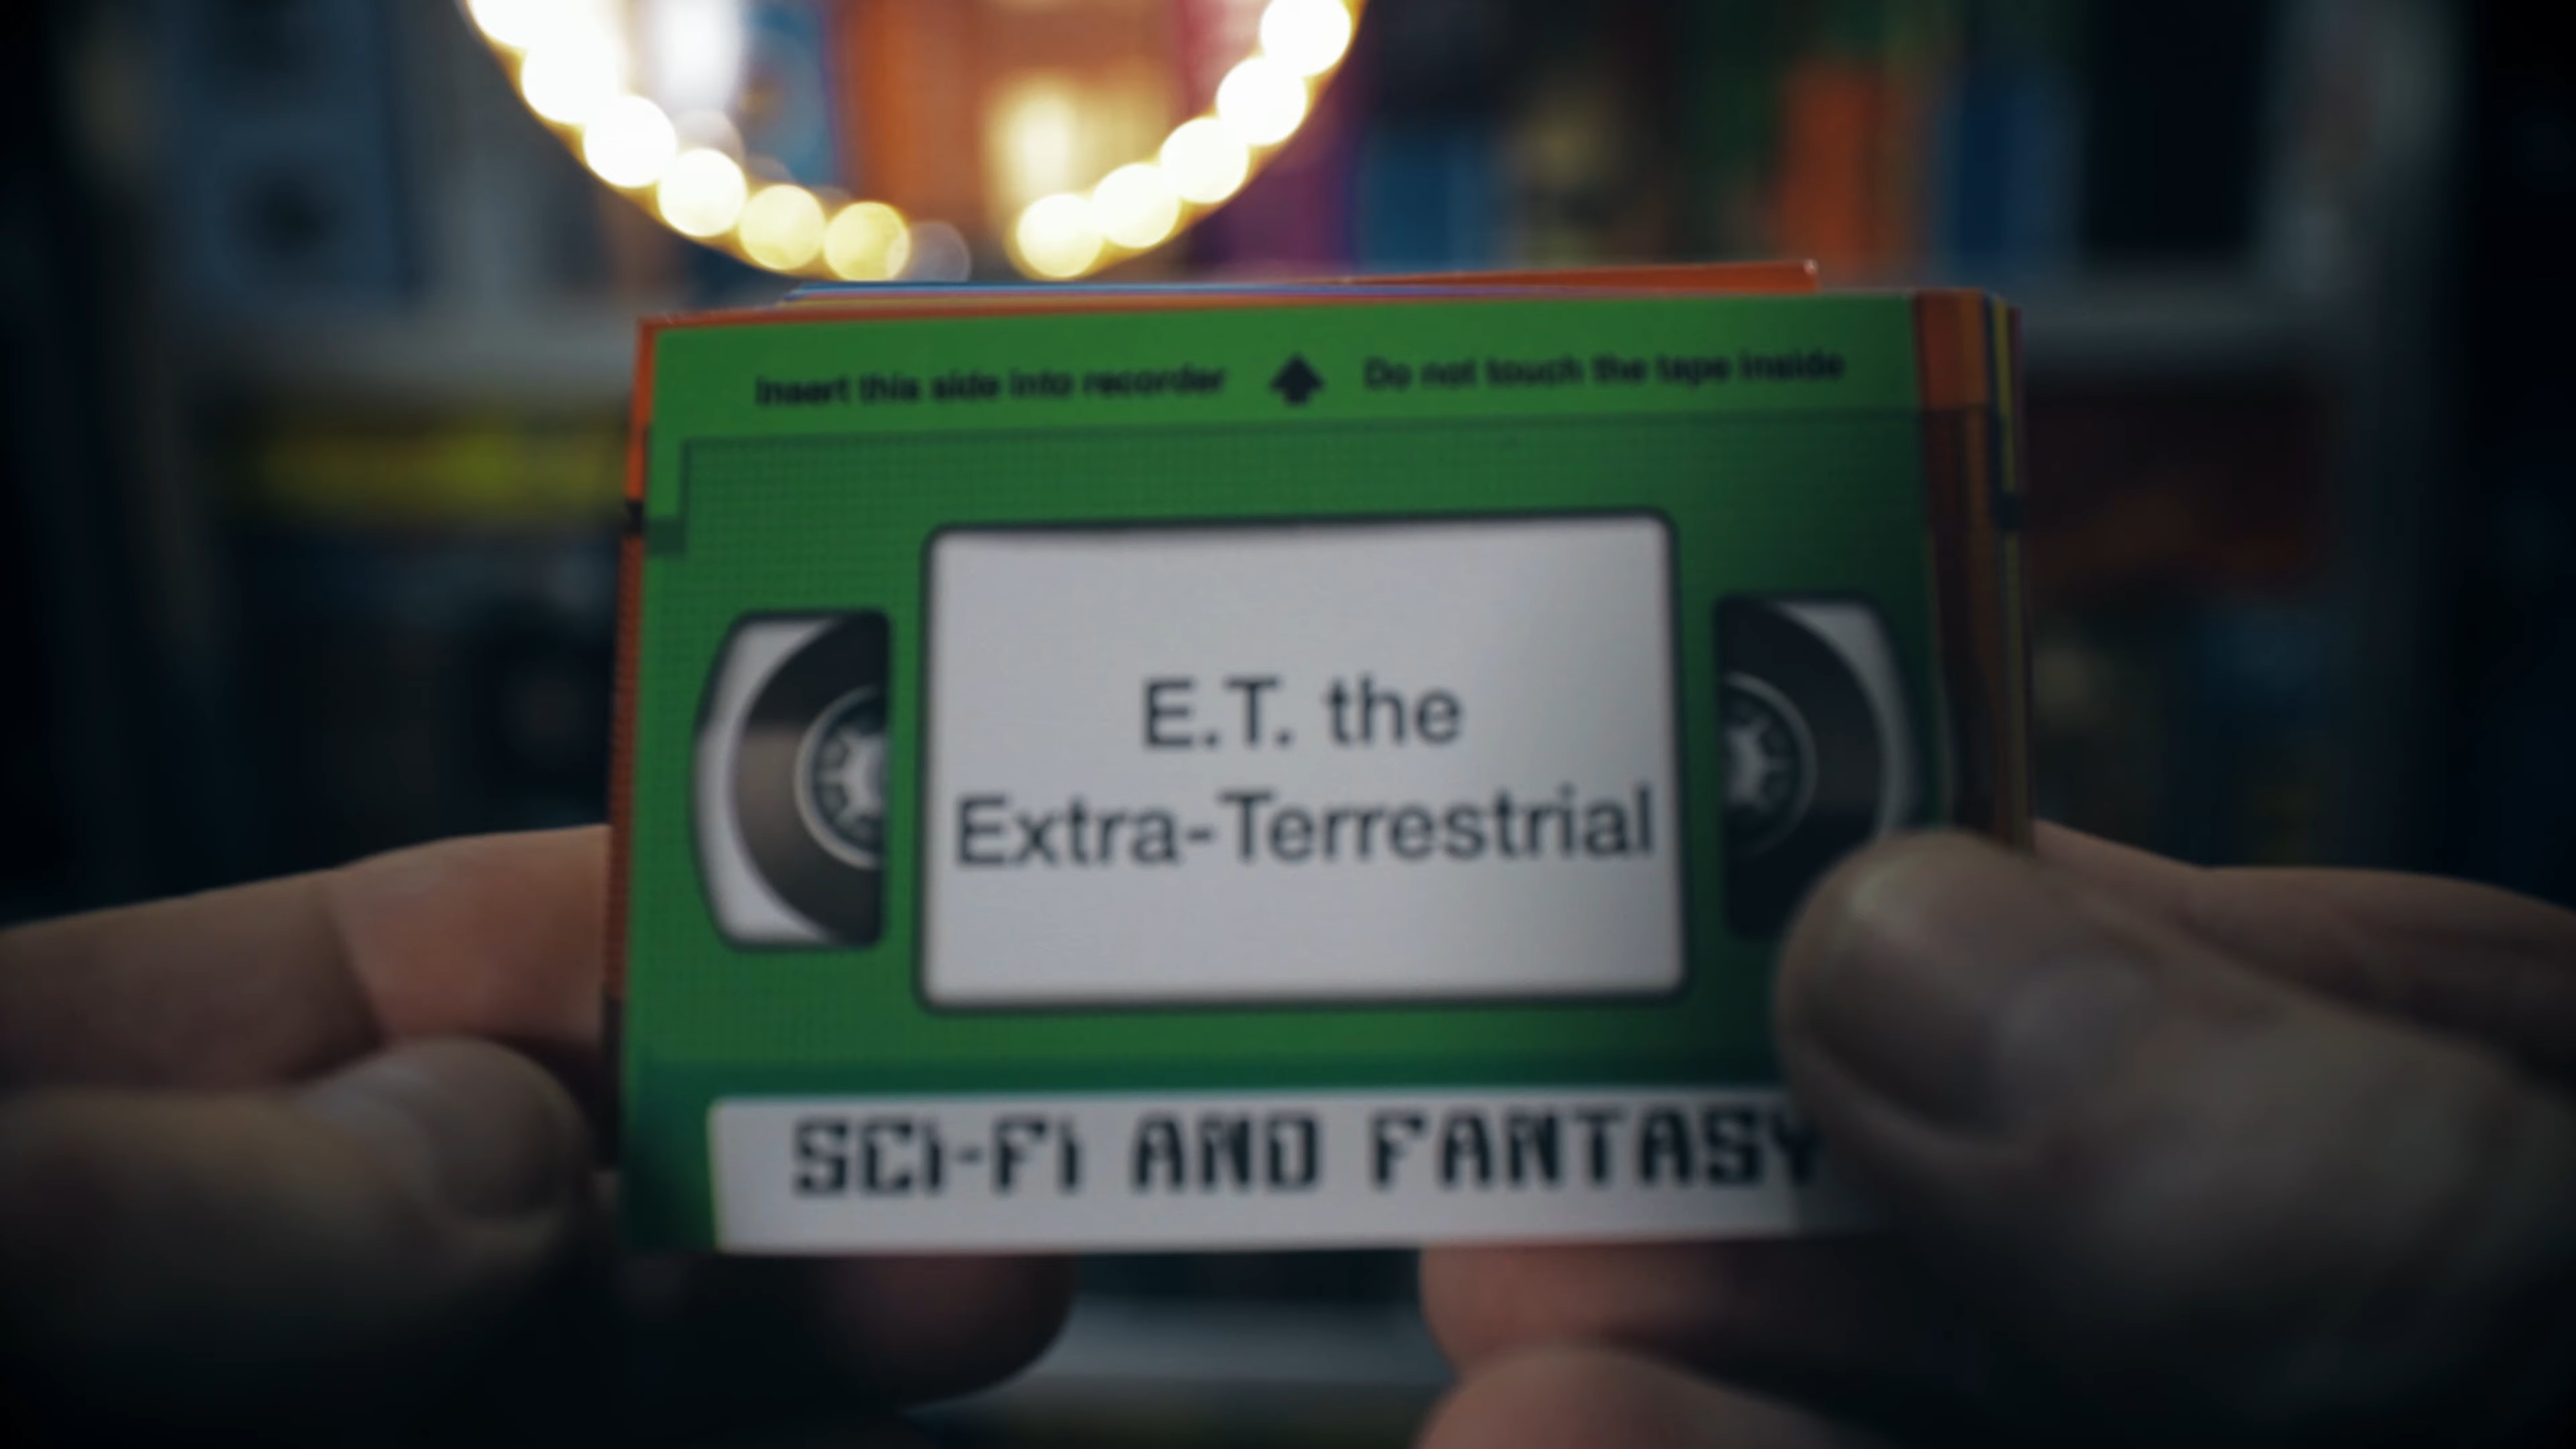 Insert this side into recorder Do not touch the tape inside
E.T. the
Extra-Terrestrial
SCI-FI AND FANTASY